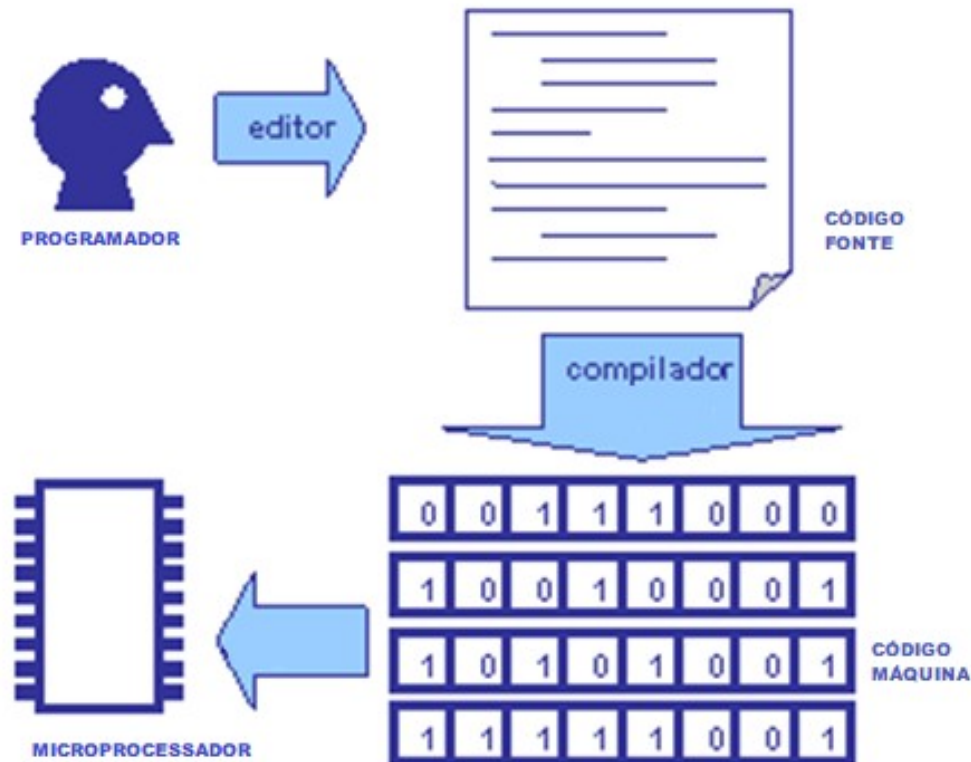 editor
PROGRAMADOR
CÓDIGO
FONTE
compilador
0 0 1 1 1 0 0 0
1 0 0 1 0 0 0 1
1 0 1 0 1 0 0 1
1 1 1 1 1 0 0 1
CÓDIGO
MÁQUINA
MICROPROCESSADOR